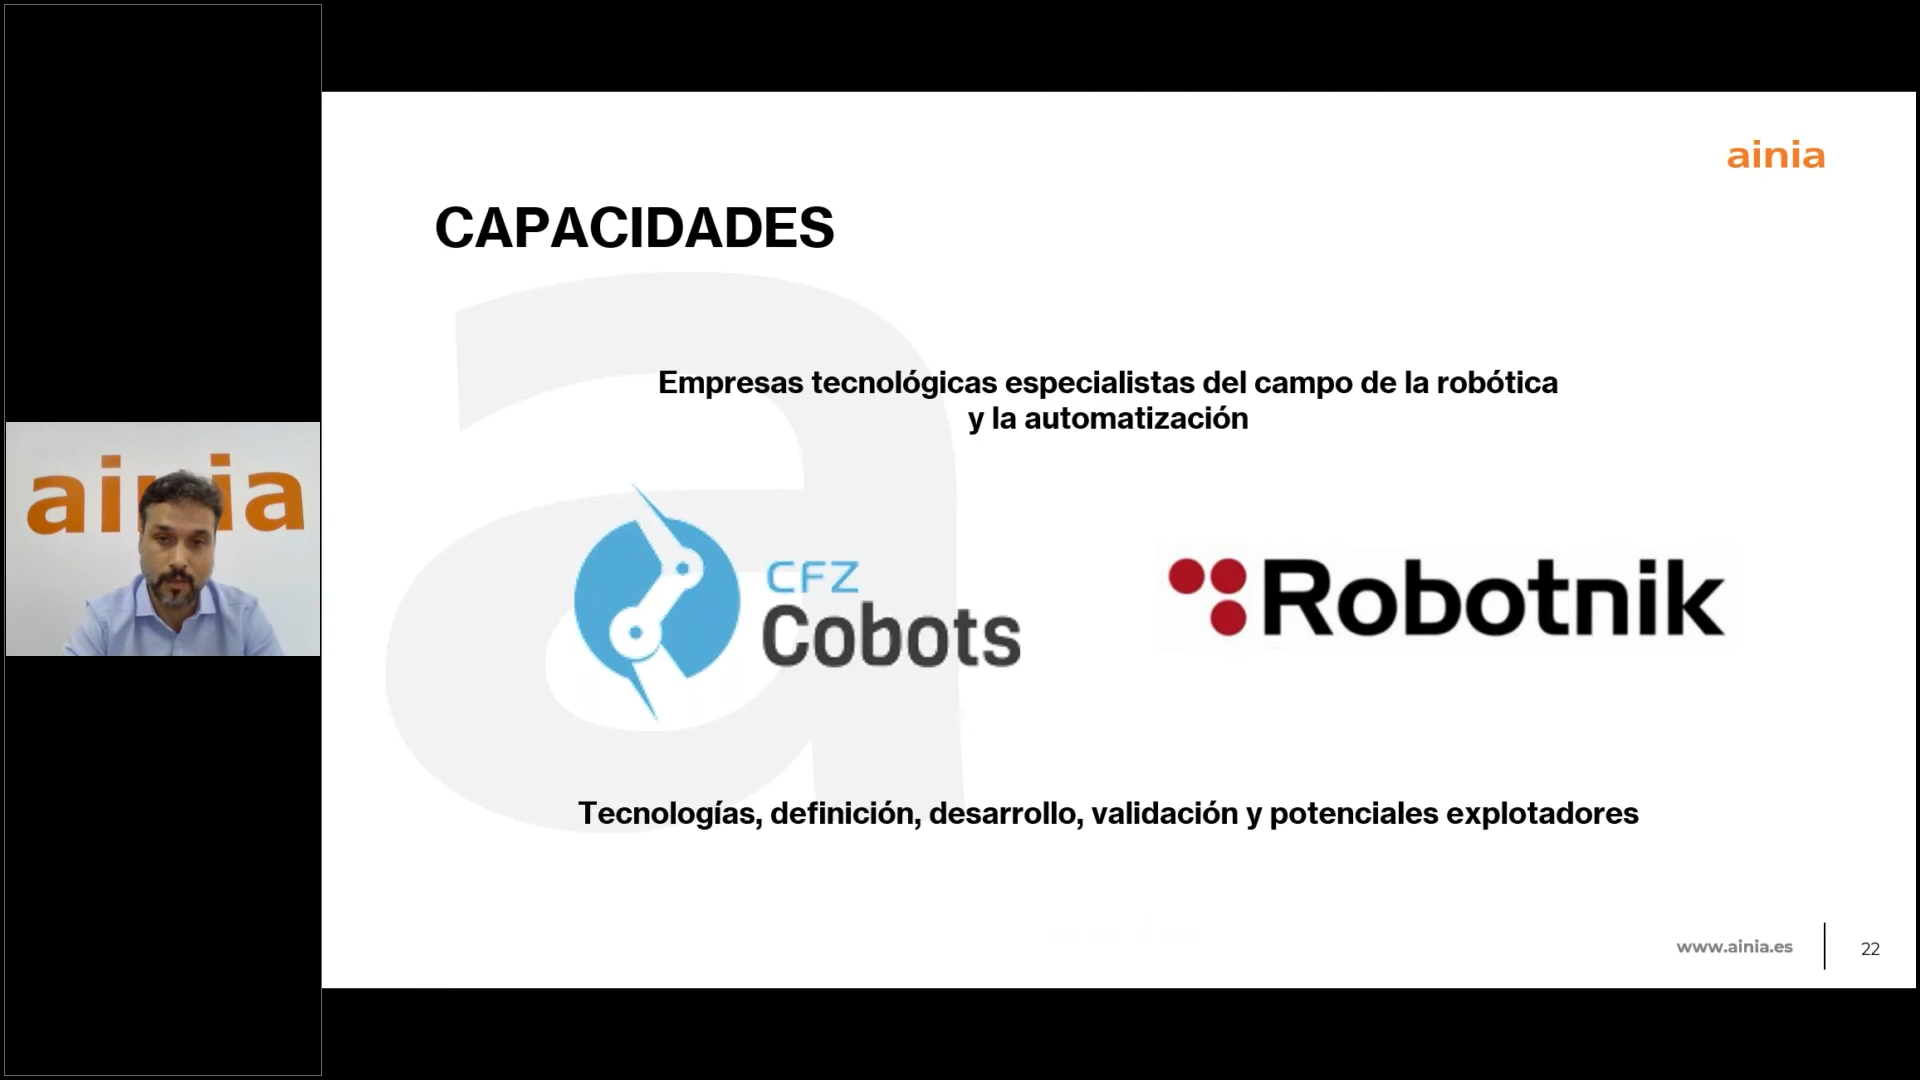 ainia
ainia
CAPACIDADES
Empresas tecnológicas especialistas del campo de la robótica
y la automatización
CFZ
Cobots
Robotnik
Tecnologías, definición, desarrollo, validación y potenciales explotadores
www.ainia.es
22